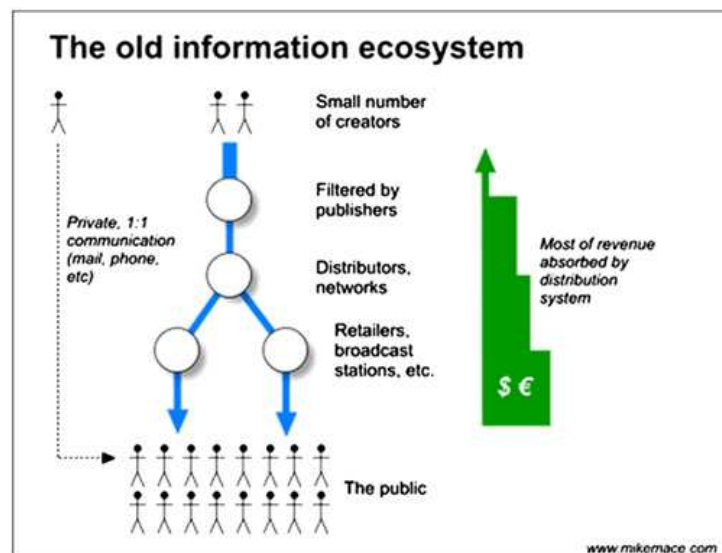 The old information ecosystem
Small number
of creators
Filtered by
publishers
Private, 1:1
communication
(mail, phone,
etc)
Most of revenue
absorbed by
distribution
system
Distributors,
networks
Retailers,
broadcast
stations, etc.
$ €
The public
www.mikemace.com